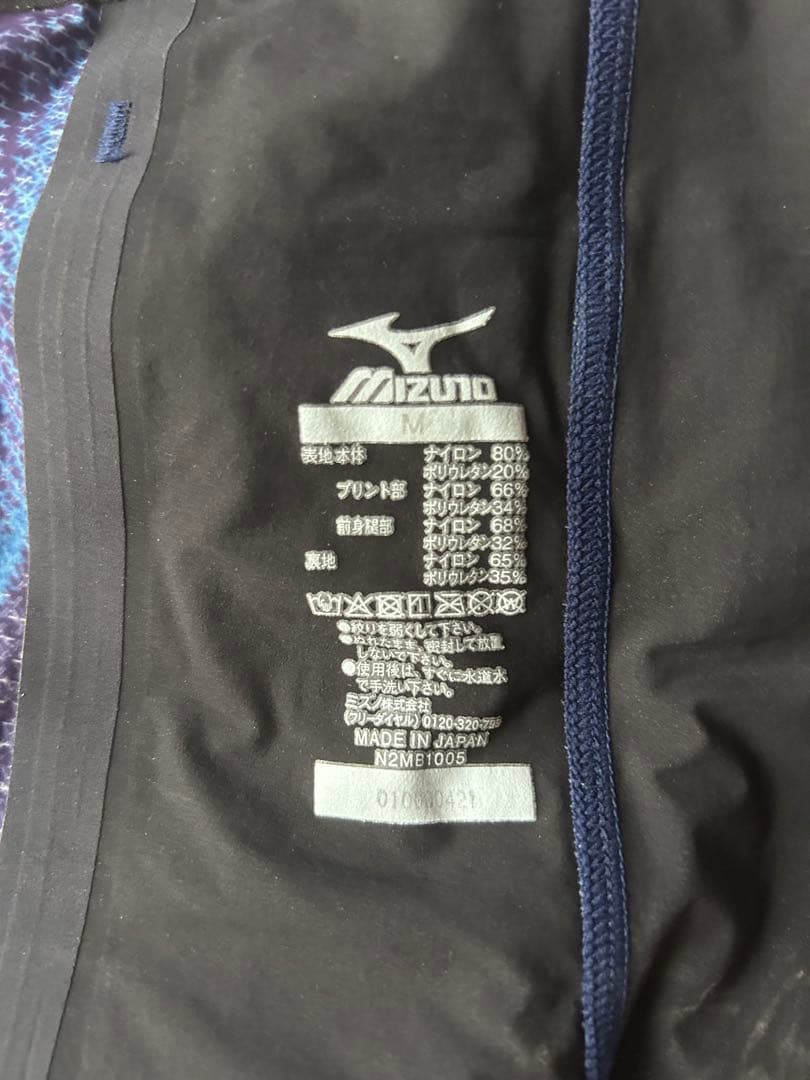 MIZUNO
M
表地 本体 ナイロン 80%
ポリウレタン20%
プリント部 ナイロン 66%
ポリウレタン34%
前身腿部 ナイロン 68%
ポリウレタン32%
裏地 ナイロン 65%
ポリウレタン35%
●絞りを弱くして下さい。
●ぬれたまま、密封して放置
しないで下さい。
●使用後は、すぐに水道水
で手洗い下さい。
ミズノ株式会社
(フリーダイヤル) 0120-320-799
MADE IN JAPAN
N2MB1005